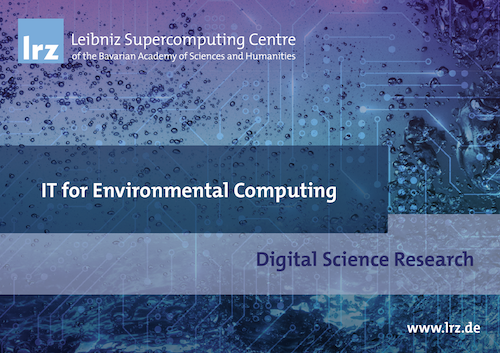 lrz
Leibniz Supercomputing Centre
of the Bavarian Academy of Sciences and Humanities
IT for Environmental Computing
Digital Science Research
www.lrz.de